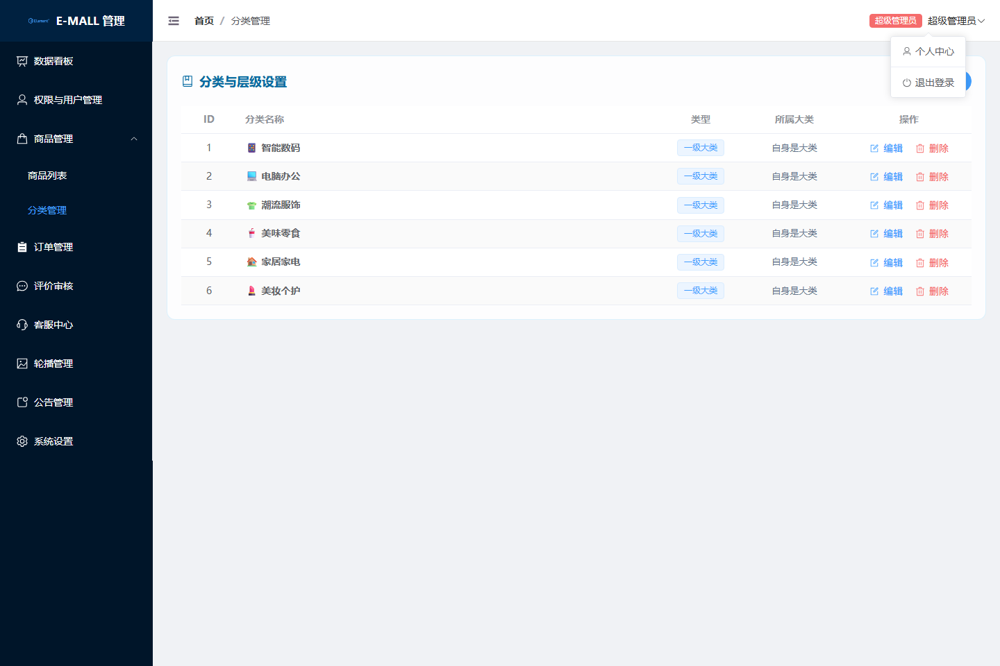 E-MALL 管理
首页 / 分类管理
超级管理员 超级管理员
个人中心
退出登录
数据看板
权限与用户管理
商品管理
商品列表
分类管理
订单管理
评价审核
客服中心
轮播管理
公告管理
系统设置
分类与层级设置
ID 分类名称 类型 所属大类 操作
1 智能数码 一级大类 自身是大类 编辑 删除
2 电脑办公 一级大类 自身是大类 编辑 删除
3 潮流服饰 一级大类 自身是大类 编辑 删除
4 美味零食 一级大类 自身是大类 编辑 删除
5 家居家电 一级大类 自身是大类 编辑 删除
6 美妆个护 一级大类 自身是大类 编辑 删除